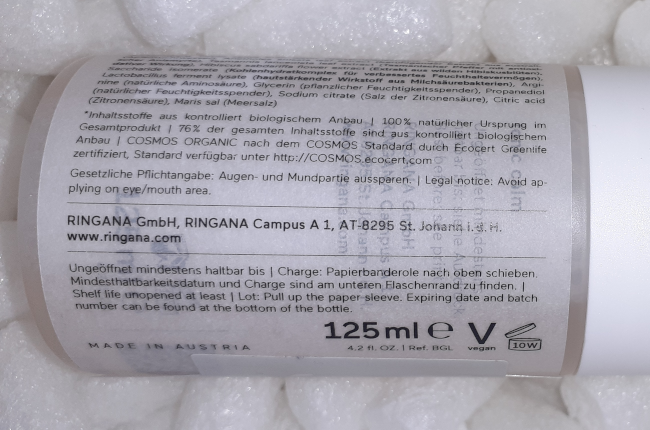 Saccharide isomerate (Kohlenhydratkomplex für verbessertes Feuchthaltevermögen),
Lactobacillus ferment lysate (hautstärkender Wirkstoff aus Milchsäurebakterien), Argi-
nine (natürliche Aminosäure), Glycerin (pflanzlicher Feuchtigkeitsspender), Propanediol
(natürlicher Feuchtigkeitsspender), Sodium citrate (Salz der Zitronensäure), Citric acid
(Zitronensäure), Maris sal (Meersalz)
*Inhaltsstoffe aus kontrolliert biologischem Anbau | 100% natürlicher Ursprung im
Gesamtprodukt | 76% der gesamten Inhaltsstoffe sind aus kontrolliert biologischem
Anbau | COSMOS ORGANIC nach dem COSMOS Standard durch Ecocert Greenlife
zertifiziert, Standard verfügbar unter http://COSMOS.ecocert.com
Gesetzliche Pflichtangabe: Augen- und Mundpartie aussparen. | Legal notice: Avoid ap-
plying on eye/mouth area.
RINGANA GmbH, RINGANA Campus A 1, AT-8295 St. Johann i.d. H.
www.ringana.com
Ungeöffnet mindestens haltbar bis | Charge: Papierbanderole nach oben schieben.
Mindesthaltbarkeitsdatum und Charge sind am unteren Flaschenrand zu finden. |
Shelf life unopened at least | Lot: Pull up the paper sleeve. Expiring date and batch
number can be found at the bottom of the bottle.
125 ml e V
MADE IN AUSTRIA 4.2 fl. OZ. | Ref. BGL vegan 10W